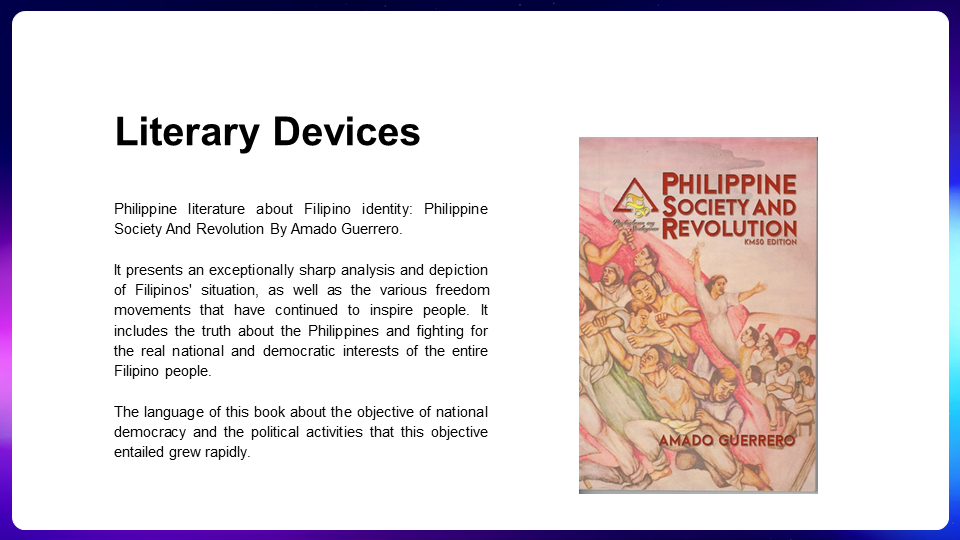 Literary Devices
Philippine literature about Filipino identity: Philippine
Society And Revolution By Amado Guerrero.
It presents an exceptionally sharp analysis and depiction
of Filipinos' situation, as well as the various freedom
movements that have continued to inspire people. It
includes the truth about the Philippines and fighting for
the real national and democratic interests of the entire
Filipino people.
The language of this book about the objective of national
democracy and the political activities that this objective
entailed grew rapidly.
PHILIPPINE
SOCIETY AND
REVOLUTION
KM50 EDITION
AMADO GUERRERO